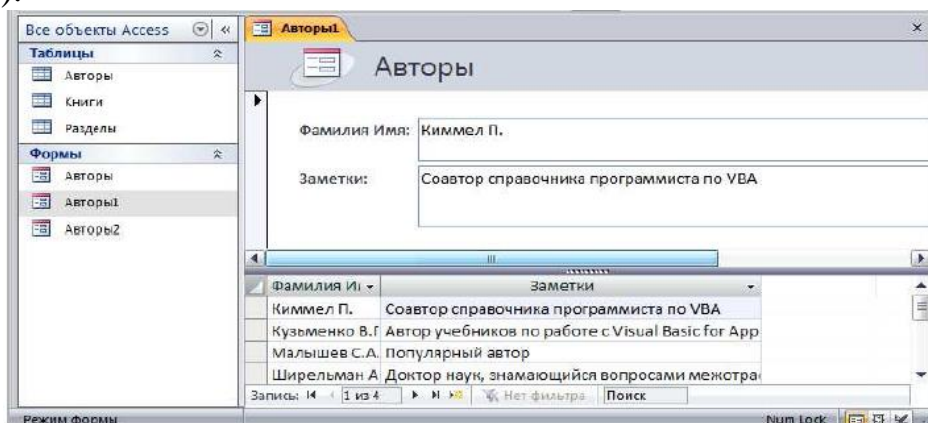 ).
Все объекты Access
Таблицы
Авторы
Книги
Разделы
Формы
Авторы
Авторы1
Авторы2
Авторы1
Авторы
Фамилия Имя: Киммел П.
Заметки: Соавтор справочника программиста по VBA
Фамилия И Заметки
Киммел П. Соавтор справочника программиста по VBA
Кузьменко В.Г Автор учебников по работе с Visual Basic for App
Малышев С.А. Популярный автор
Ширельман А Доктор наук, знамающийся вопросами межотра
Запись: 1 из 4 Нет фильтра Поиск
Режим формы Num Lock